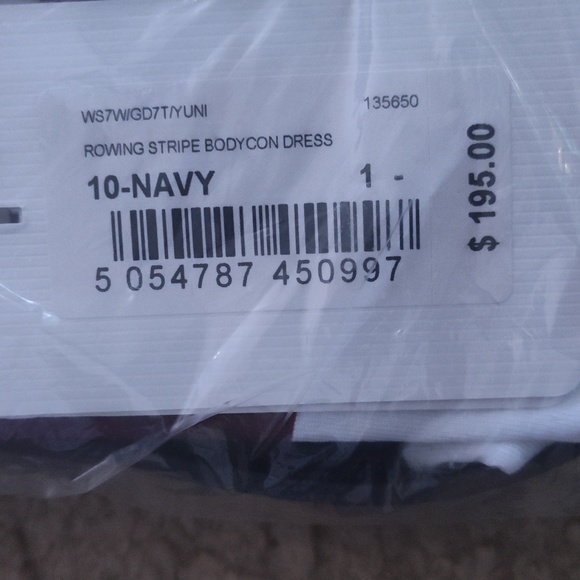 WS7W/GD7T/YUNI 135650
ROWING STRIPE BODYCON DRESS
10-NAVY 1 -
5 054787 450997
$ 195.00